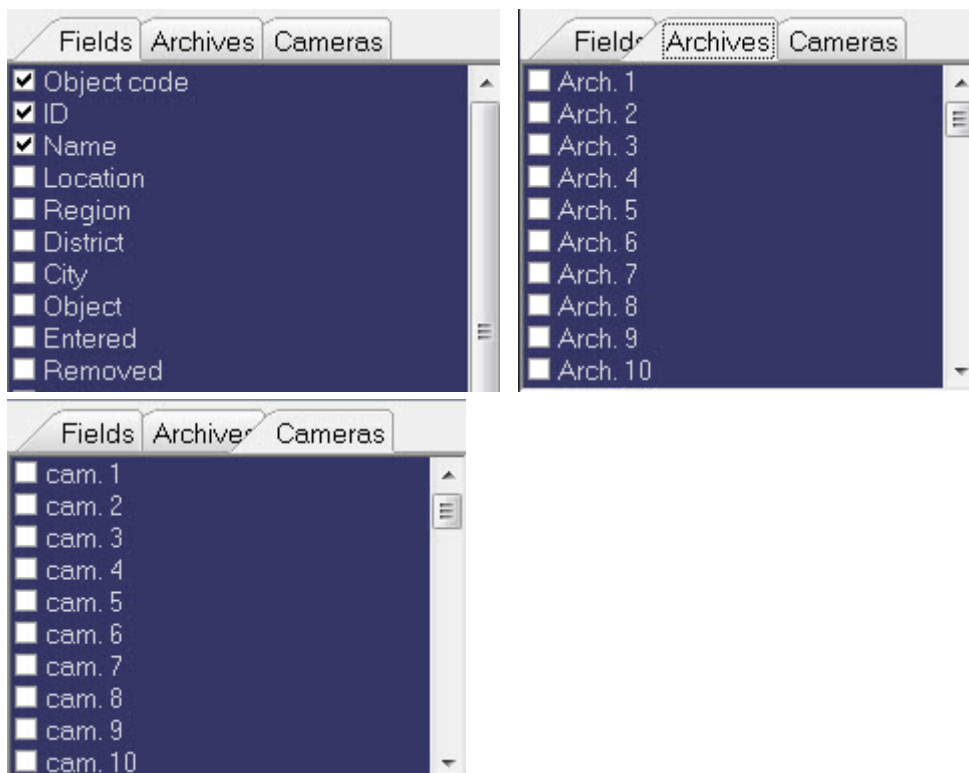 Fields Archives Cameras
Object code
ID
Name
Location
Region
District
City
Object
Entered
Removed
Field Archives Cameras
Arch. 1
Arch. 2
Arch. 3
Arch. 4
Arch. 5
Arch. 6
Arch. 7
Arch. 8
Arch. 9
Arch. 10
Fields Archive Cameras
cam. 1
cam. 2
cam. 3
cam. 4
cam. 5
cam. 6
cam. 7
cam. 8
cam. 9
cam. 10